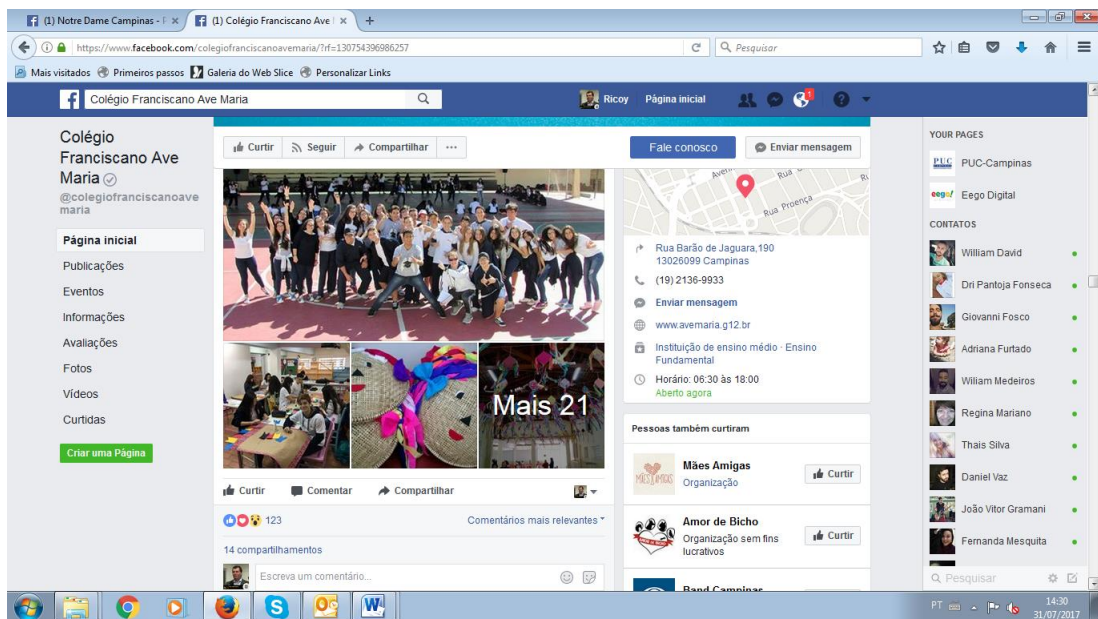 (1) Notre Dame Campinas - F
(1) Colégio Franciscano Ave
https://www.facebook.com/colegiofranciscanoavemaria/?rf=130754396986257
Pesquisar
Mais visitados
Primeiros passos
Galeria do Web Slice
Personalizar Links
Colégio Franciscano Ave Maria
Ricoy
Página inicial
1
Colégio
Franciscano Ave
Maria
@colegiofranciscanoave
maria
Página inicial
Publicações
Eventos
Informações
Avaliações
Fotos
Vídeos
Curtidas
Criar uma Página
Curtir
Seguir
Compartilhar
Fale conosco
Enviar mensagem
Mais 21
Curtir
Comentar
Compartilhar
123
Comentários mais relevantes
14 compartilhamentos
Escreva um comentário...
Rua Proença
Rua Barão de Jaguara,190
13026099 Campinas
(19) 2136-9933
Enviar mensagem
www.avemaria.g12.br
Instituição de ensino médio · Ensino
Fundamental
Horário: 06:30 às 18:00
Aberto agora
Pessoas também curtiram
Mães Amigas
Organização
Curtir
Amor de Bicho
Organização sem fins
lucrativos
Curtir
Band Campinas
YOUR PAGES
PUC
PUC-Campinas
eego!
Eego Digital
CONTATOS
William David
Dri Pantoja Fonseca
Giovanni Fosco
Adriana Furtado
Wiliam Medeiros
Regina Mariano
Thais Silva
Daniel Vaz
João Vitor Gramani
Fernanda Mesquita
Pesquisar
PT
14:30
31/07/2017